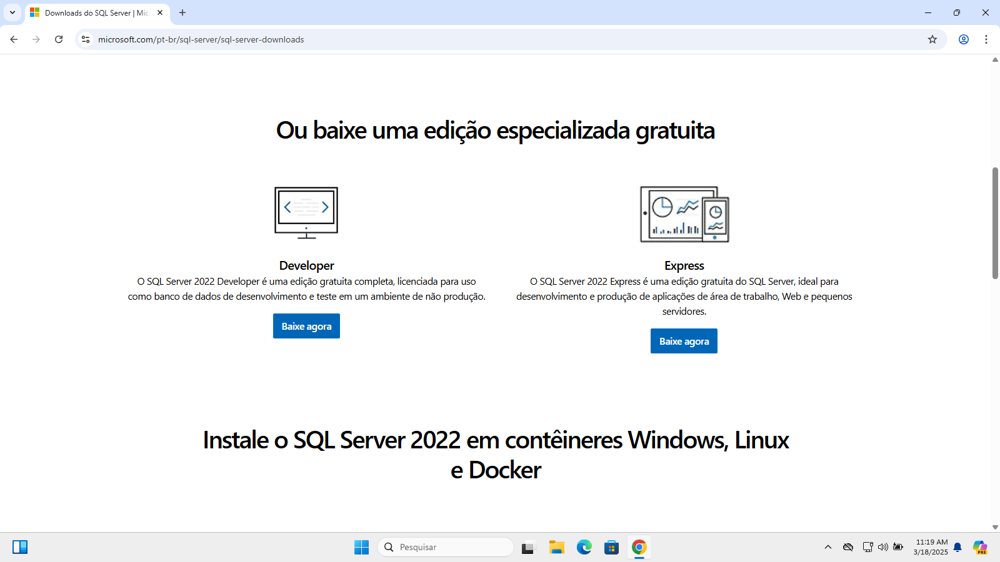 Downloads do SQL Server | Mic
microsoft.com/pt-br/sql-server/sql-server-downloads
Ou baixe uma edição especializada gratuita
Developer
O SQL Server 2022 Developer é uma edição gratuita completa, licenciada para uso
como banco de dados de desenvolvimento e teste em um ambiente de não produção.
Baixe agora
Express
O SQL Server 2022 Express é uma edição gratuita do SQL Server, ideal para
desenvolvimento e produção de aplicações de área de trabalho, Web e pequenos
servidores.
Baixe agora
Instale o SQL Server 2022 em contêineres Windows, Linux
e Docker
Pesquisar
11:19 AM
3/18/2025
PRE